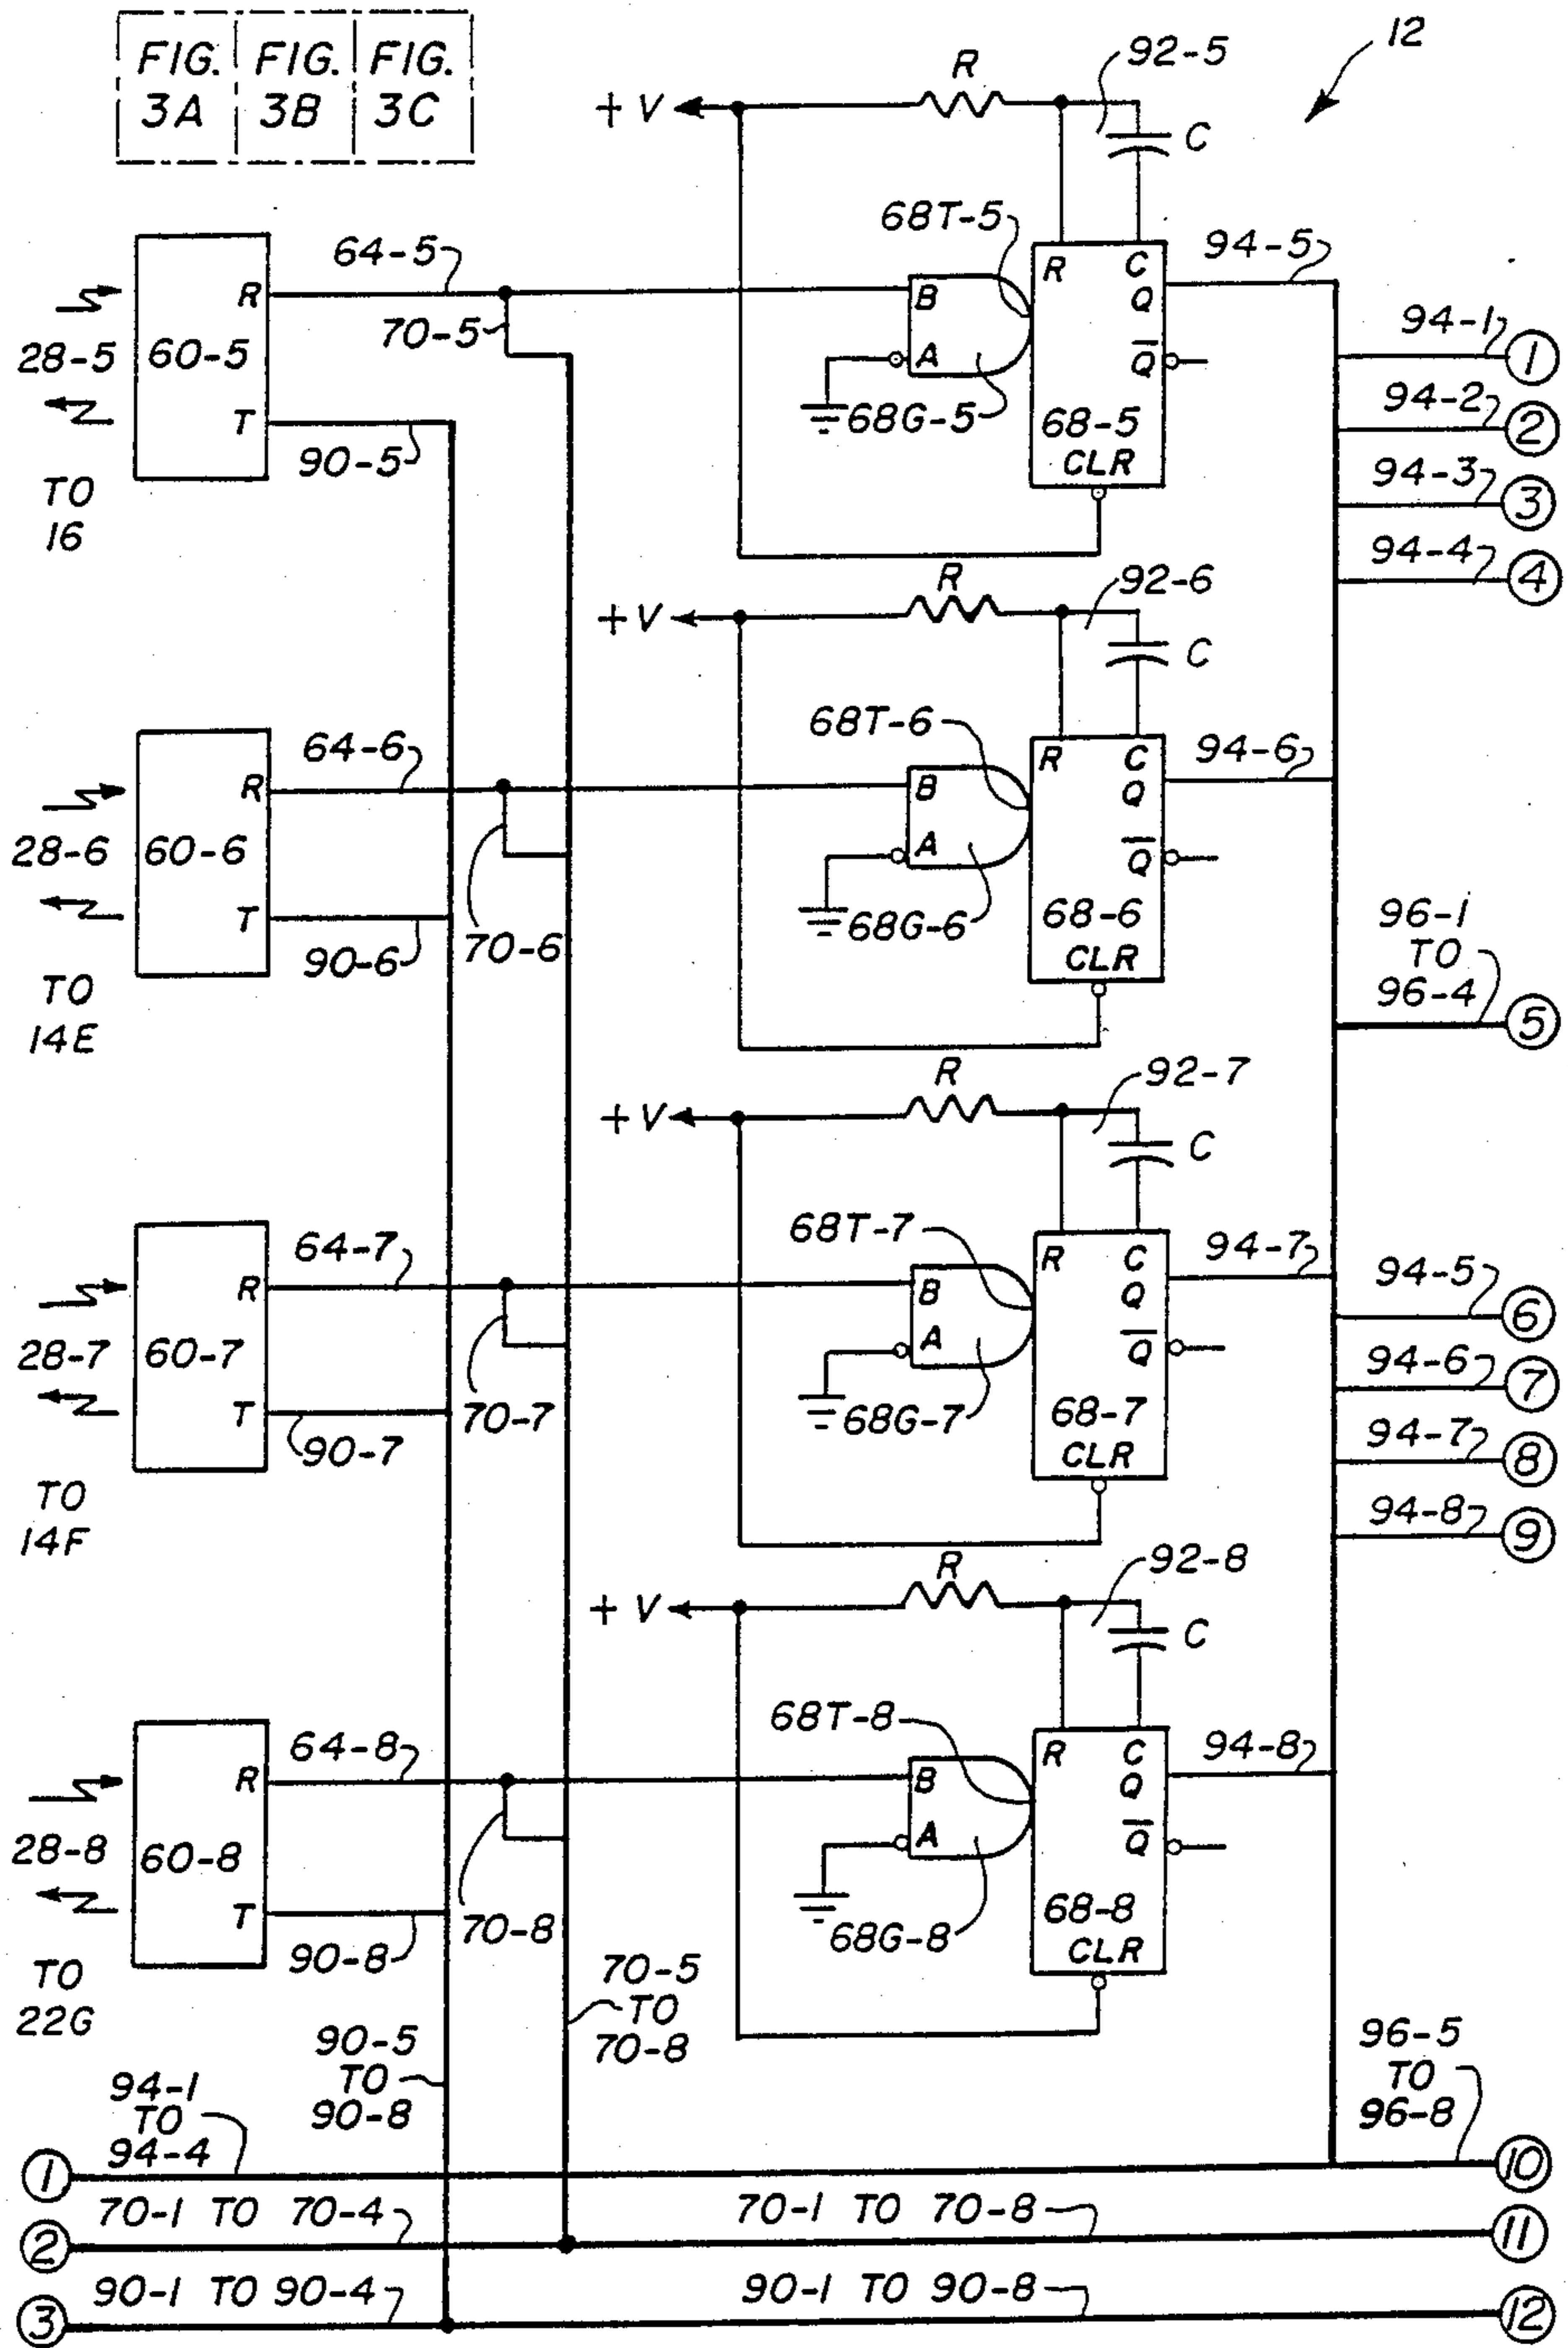 FIG. 3A
FIG. 3B
FIG. 3C
12
+V
R
92-5
C
68T-5
28-5
60-5
R
T
64-5
70-5
90-5
TO
16
B
A
68G-5
R
C
Q
Q̅
68-5
CLR
94-5
94-1
1
94-2
2
94-3
3
94-4
4
+V
R
92-6
C
68T-6
28-6
60-6
R
T
64-6
70-6
90-6
TO
14E
B
A
68G-6
R
C
Q
Q̅
68-6
CLR
94-6
96-1
TO
96-4
5
+V
R
92-7
C
68T-7
28-7
60-7
R
T
64-7
70-7
90-7
TO
14F
B
A
68G-7
R
C
Q
Q̅
68-7
CLR
94-7
94-5
6
94-6
7
94-7
8
94-8
9
+V
R
92-8
C
68T-8
28-8
60-8
R
T
64-8
70-8
90-8
TO
22G
B
A
68G-8
R
C
Q
Q̅
68-8
CLR
94-8
70-5
TO
70-8
90-5
TO
90-8
94-1
TO
94-4
96-5
TO
96-8
1
10
70-1 TO 70-4
70-1 TO 70-8
2
11
90-1 TO 90-4
90-1 TO 90-8
3
12